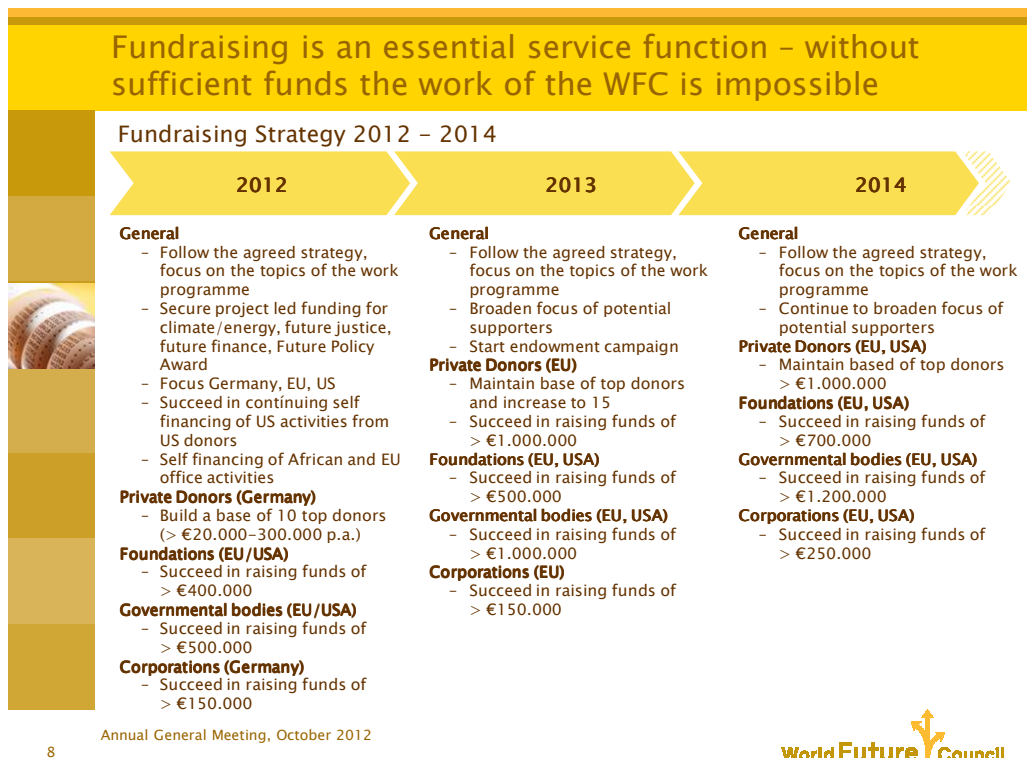 Fundraising is an essential service function – without
sufficient funds the work of the WFC is impossible
Fundraising Strategy 2012 – 2014
2012
General
– Follow the agreed strategy,
focus on the topics of the work
programme
– Secure project led funding for
climate/energy, future justice,
future finance, Future Policy
Award
– Focus Germany, EU, US
– Succeed in contínuing self
financing of US activities from
US donors
– Self financing of African and EU
office activities
Private Donors (Germany)
– Build a base of 10 top donors
(> €20.000-300.000 p.a.)
Foundations (EU/USA)
– Succeed in raising funds of
> €400.000
Governmental bodies (EU/USA)
– Succeed in raising funds of
> €500.000
Corporations (Germany)
– Succeed in raising funds of
> €150.000
2013
General
– Follow the agreed strategy,
focus on the topics of the work
programme
– Broaden focus of potential
supporters
– Start endowment campaign
Private Donors (EU)
– Maintain base of top donors
and increase to 15
– Succeed in raising funds of
> €1.000.000
Foundations (EU, USA)
– Succeed in raising funds of
> €500.000
Governmental bodies (EU, USA)
– Succeed in raising funds of
> €1.000.000
Corporations (EU)
– Succeed in raising funds of
> €150.000
2014
General
– Follow the agreed strategy,
focus on the topics of the work
programme
– Continue to broaden focus of
potential supporters
Private Donors (EU, USA)
– Maintain based of top donors
> €1.000.000
Foundations (EU, USA)
– Succeed in raising funds of
> €700.000
Governmental bodies (EU, USA)
– Succeed in raising funds of
> €1.200.000
Corporations (EU, USA)
– Succeed in raising funds of
> €250.000
Annual General Meeting, October 2012
8
World Future Council